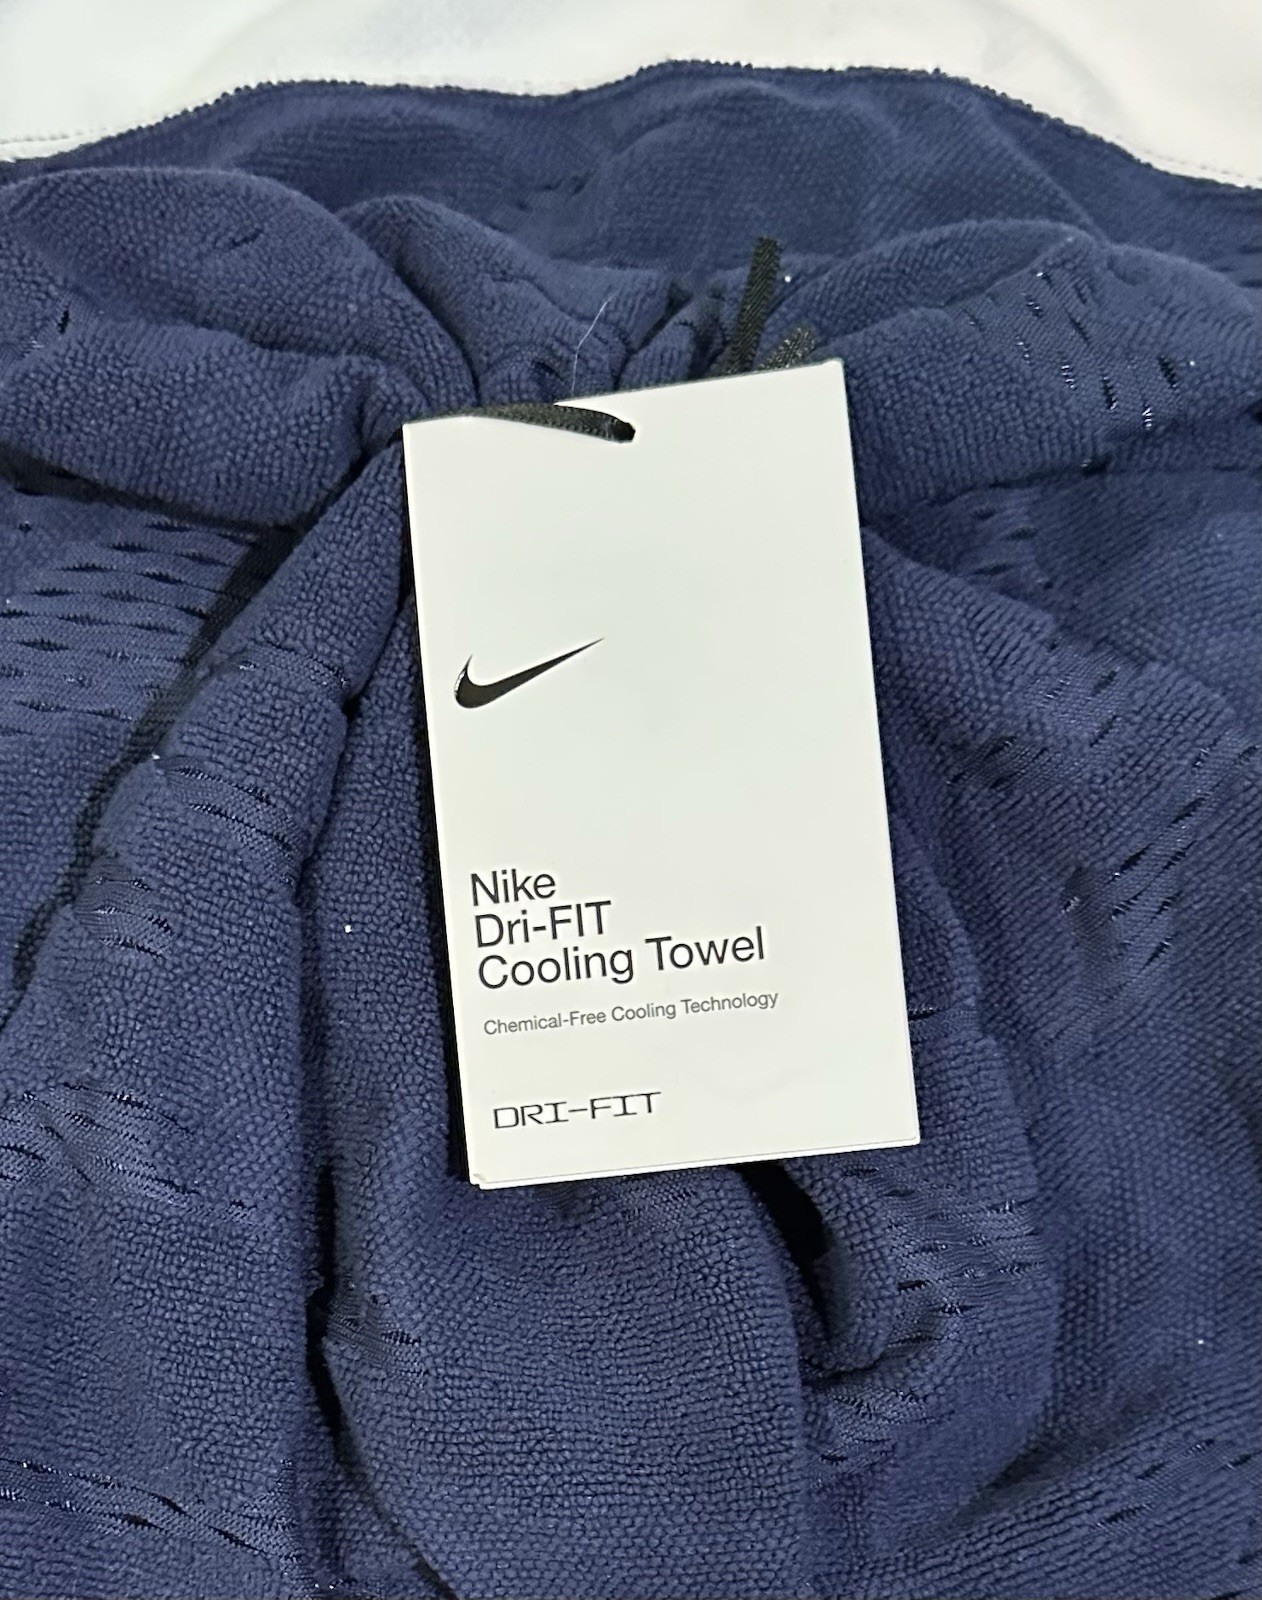 Nike
Dri-FIT
Cooling Towel
Chemical-Free Cooling Technology
DRI-FIT